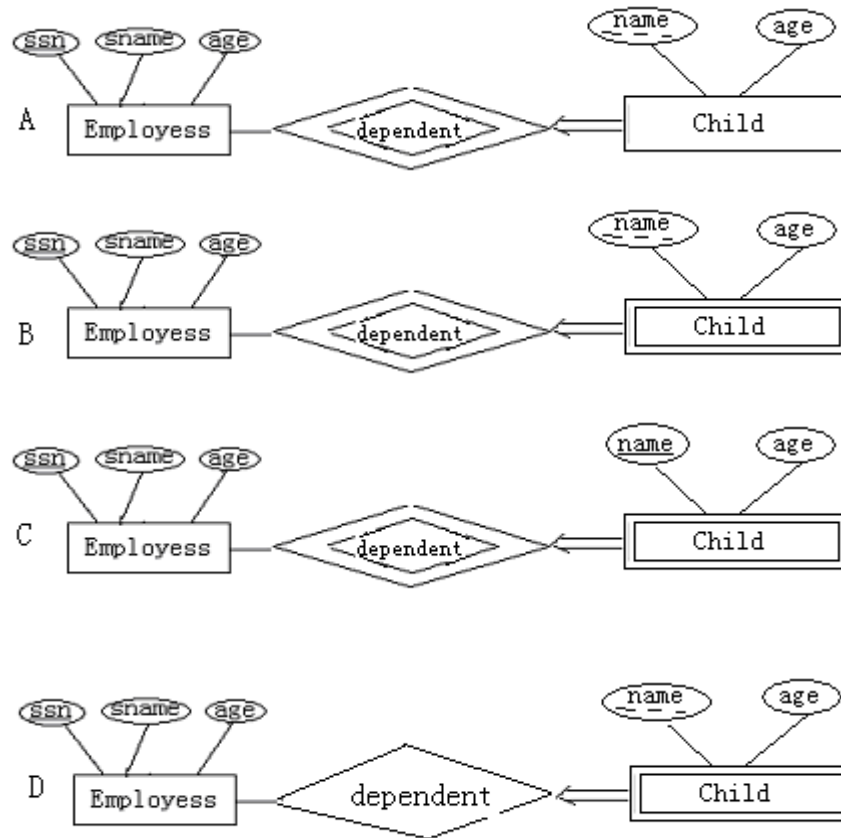 ssn sname age name age
A Employess dependent Child
ssn sname age name age
B Employess dependent Child
ssn sname age name age
C Employess dependent Child
ssn sname age name age
D Employess dependent Child